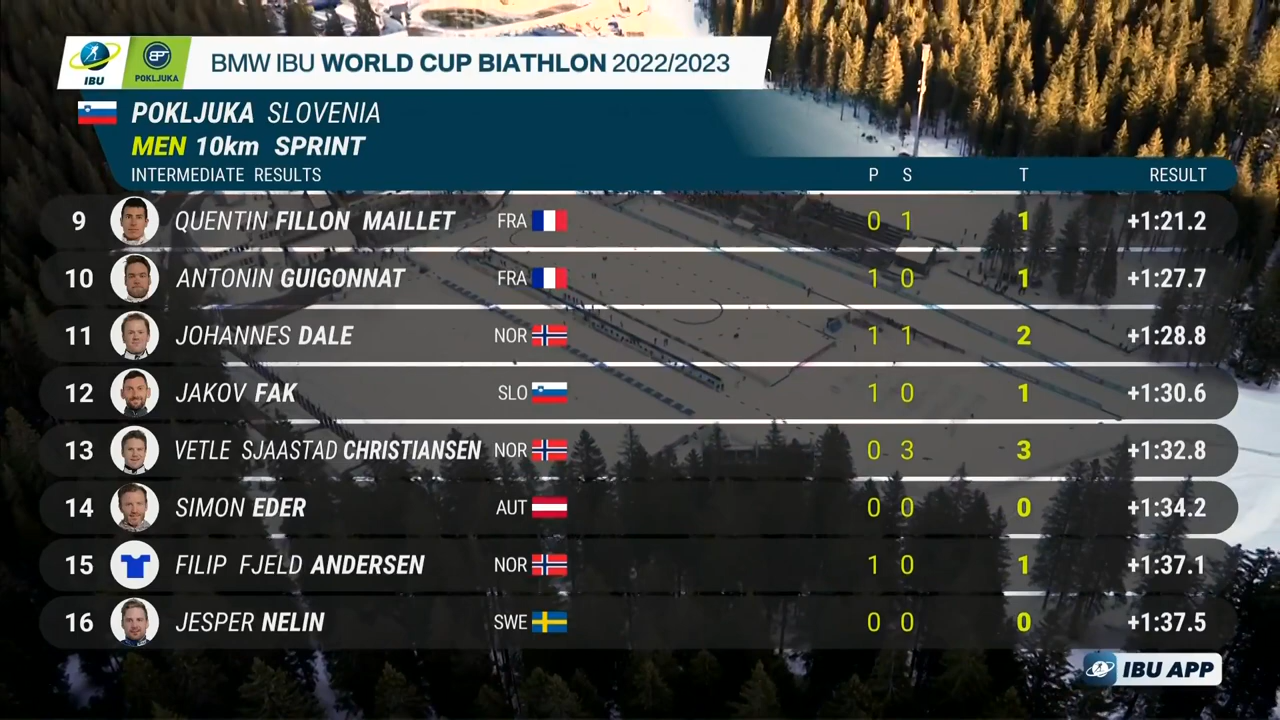 IBU
POKLJUKA
BMW IBU WORLD CUP BIATHLON 2022/2023
POKLJUKA SLOVENIA
MEN 10km SPRINT
INTERMEDIATE RESULTS P S T RESULT
9 QUENTIN FILLON MAILLET FRA 0 1 1 +1:21.2
10 ANTONIN GUIGONNAT FRA 1 0 1 +1:27.7
11 JOHANNES DALE NOR 1 1 2 +1:28.8
12 JAKOV FAK SLO 1 0 1 +1:30.6
13 VETLE SJAASTAD CHRISTIANSEN NOR 0 3 3 +1:32.8
14 SIMON EDER AUT 0 0 0 +1:34.2
15 FILIP FJELD ANDERSEN NOR 1 0 1 +1:37.1
16 JESPER NELIN SWE 0 0 0 +1:37.5
IBU APP